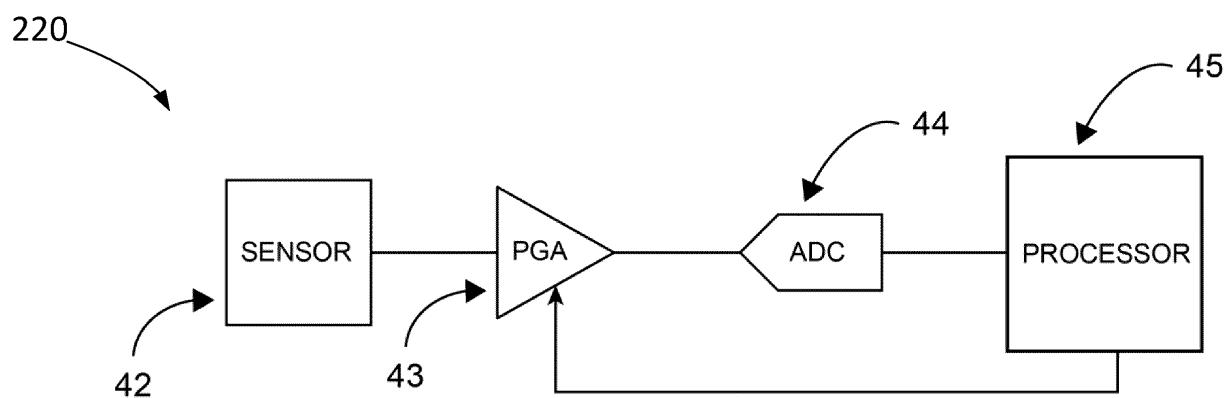 220
45
44
SENSOR
PGA
ADC
PROCESSOR
42
43